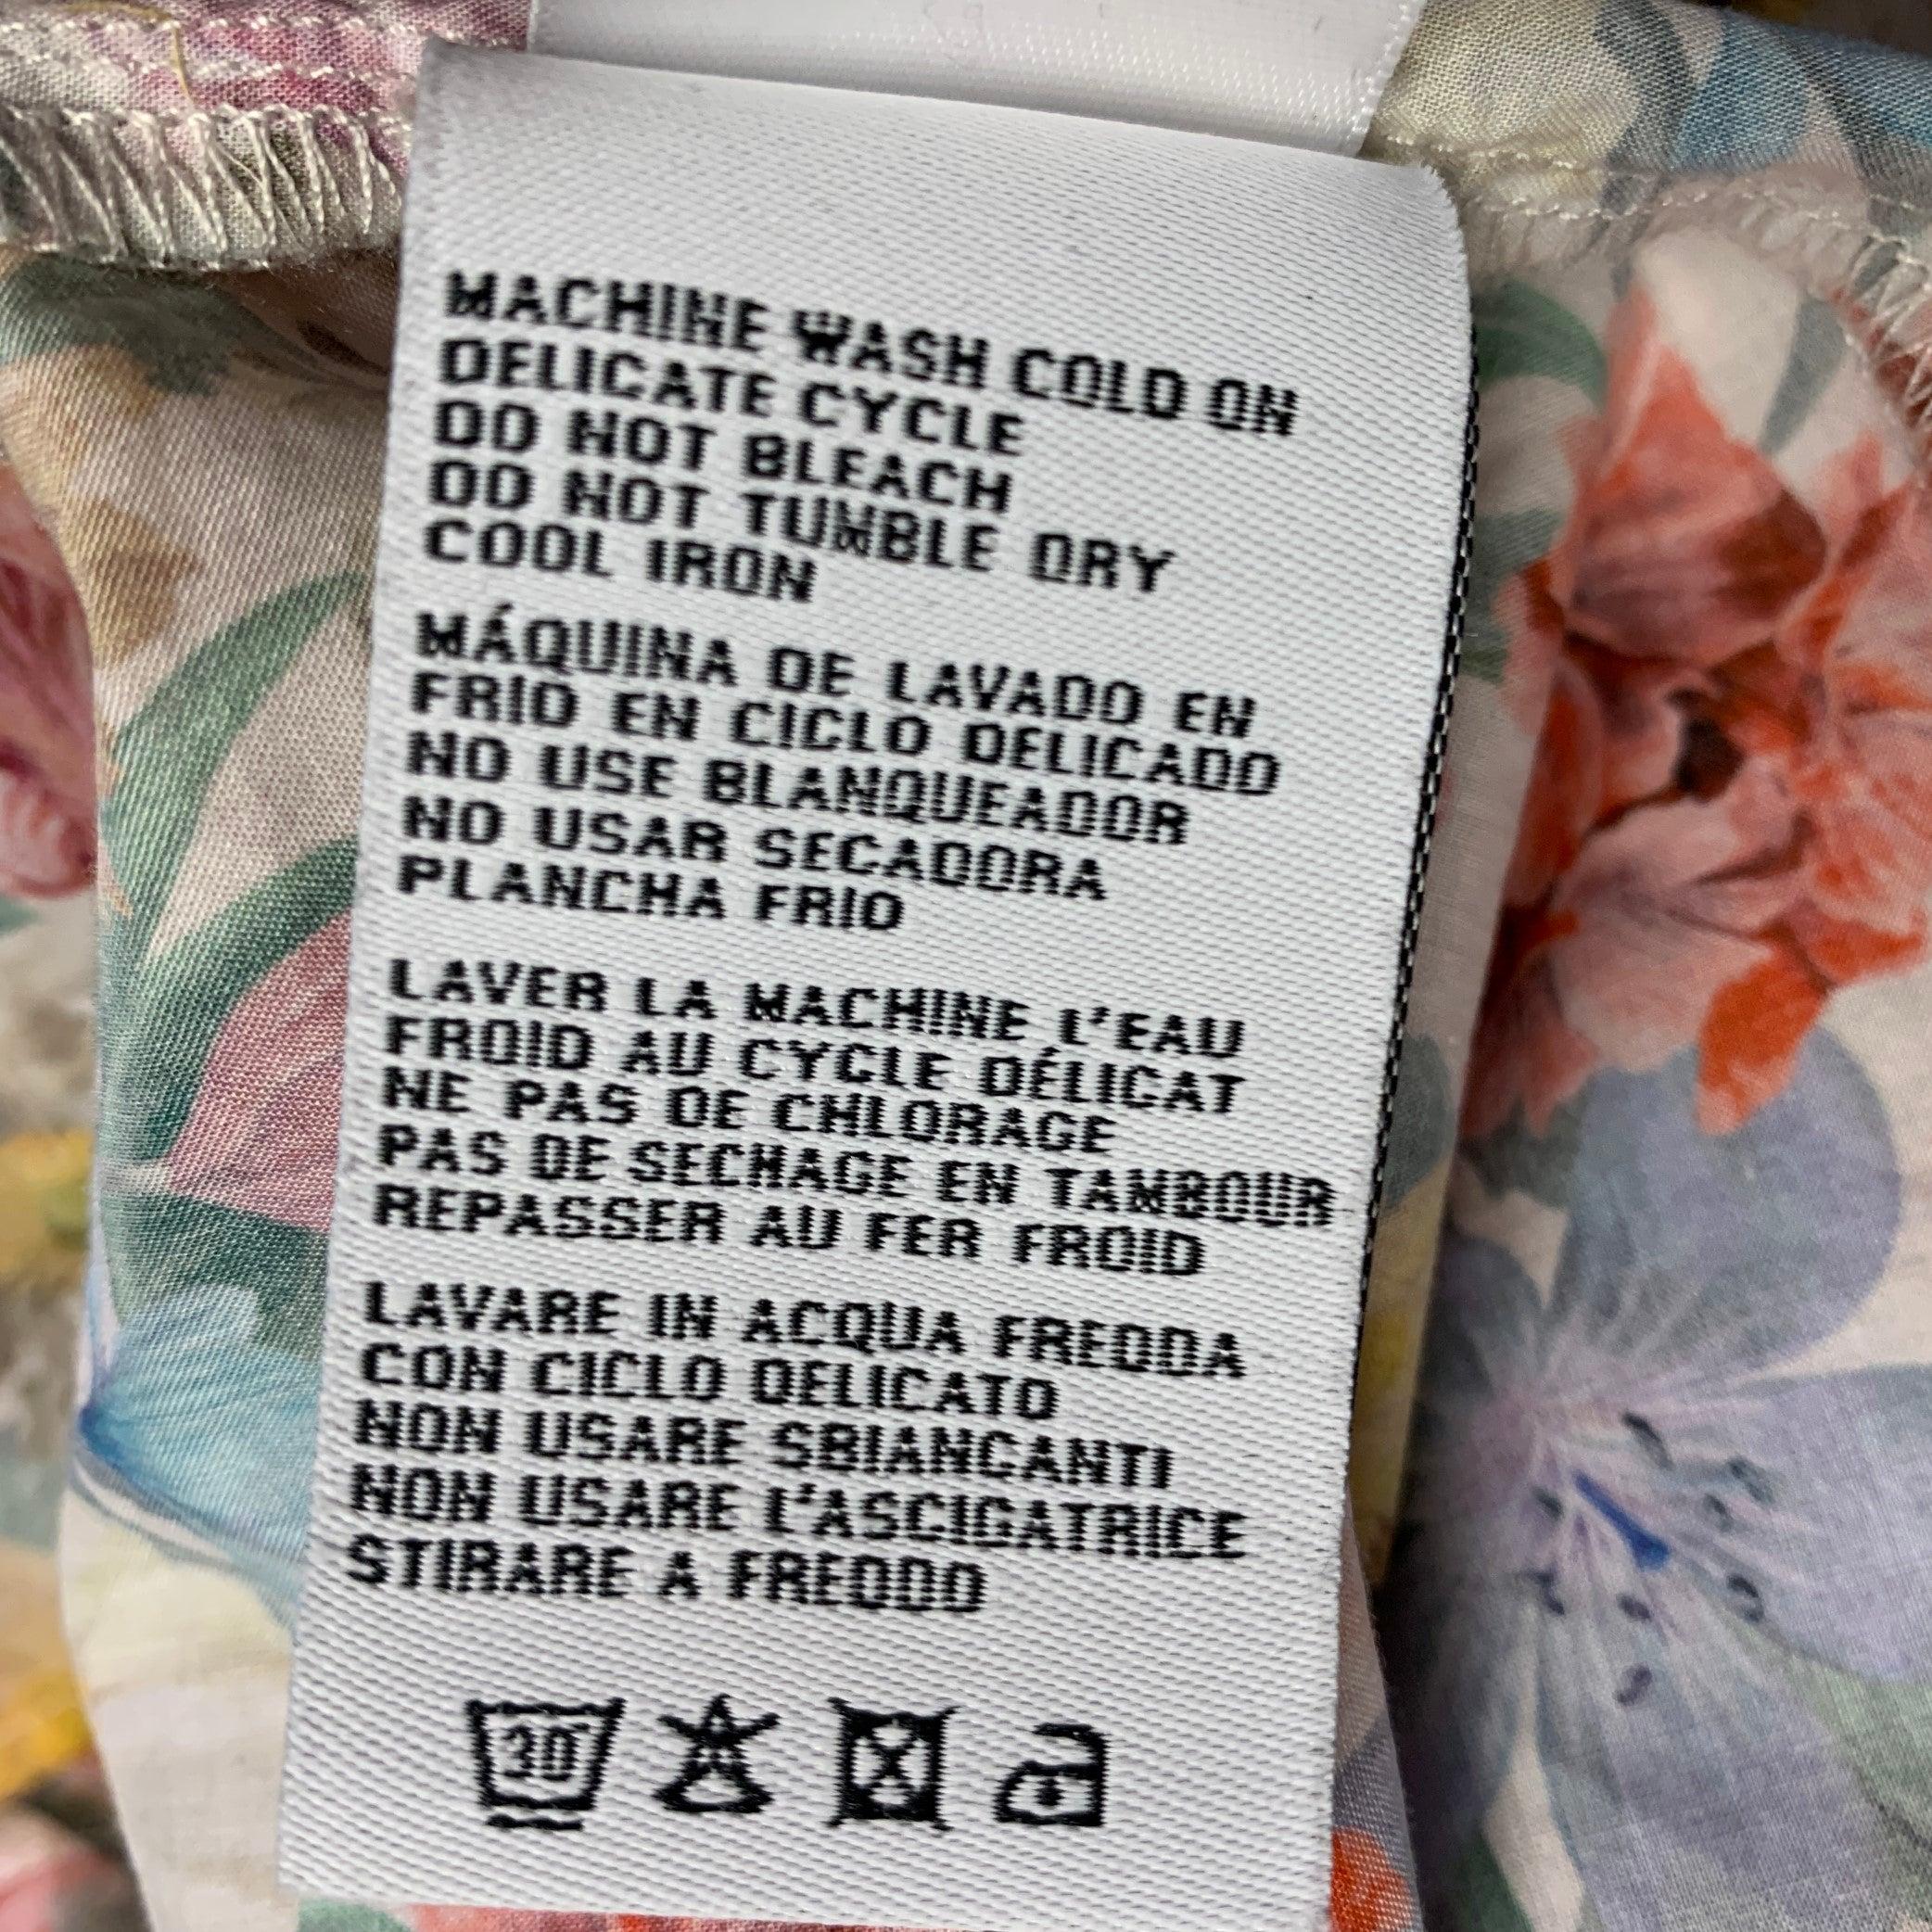 MACHINE WASH COLD ON
DELICATE CYCLE
DO NOT BLEACH
DO NOT TUMBLE DRY
COOL IRON
MÁQUINA DE LAVADO EN
FRIO EN CICLO DELICADO
NO USE BLANQUEADOR
NO USAR SECADORA
PLANCHA FRIO
LAVER LA MACHINE L'EAU
FROID AU CYCLE DÉLICAT
NE PAS DE CHLORAGE
PAS DE SECHAGE EN TAMBOUR
REPASSER AU FER FROID
LAVARE IN ACQUA FREDDA
CON CICLO DELICATO
NON USARE SBIANCANTI
NON USARE L'ASCIGATRICE
STIRARE A FREDDO
30°